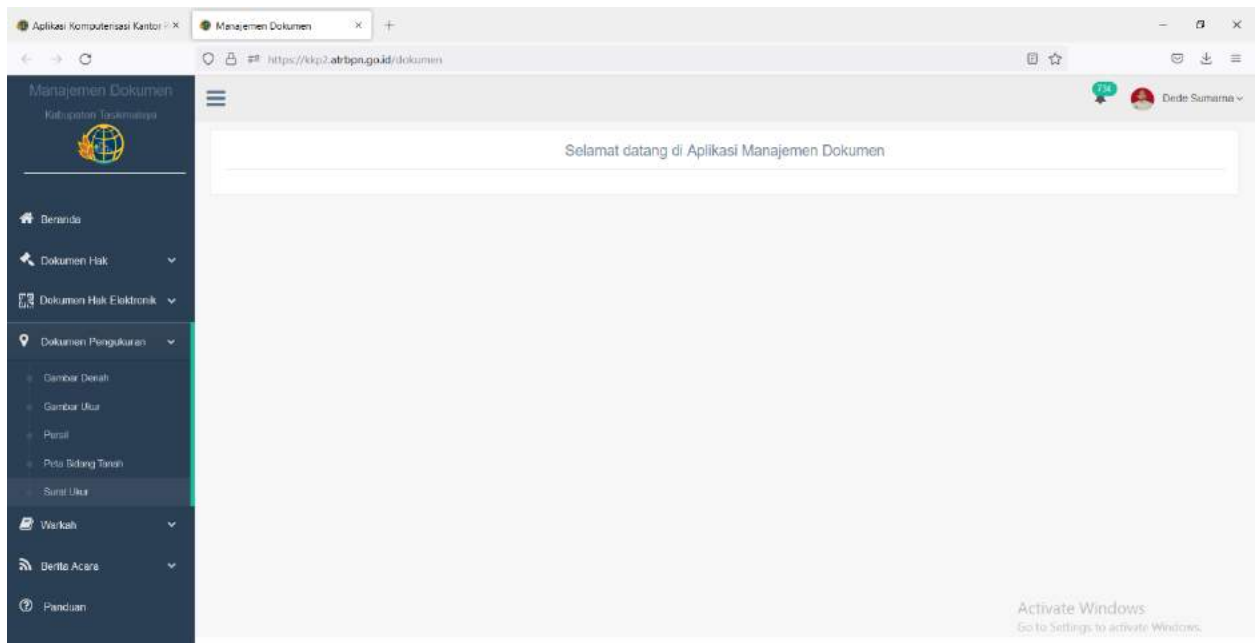 Aplikasi Komputerisasi Kantor
Manajemen Dokumen
https://kkp2.atrbpn.go.id/dokumen
Manajemen Dokumen
Kabupaten Tasikmalaya
734
Dede Sumarna
Selamat datang di Aplikasi Manajemen Dokumen
Beranda
Dokumen Hak
Dokumen Hak Elektronik
Dokumen Pengukuran
Gambar Denah
Gambar Ukur
Persil
Peta Bidang Tanah
Surat Ukur
Warkah
Berita Acara
Panduan
Activate Windows
Go to Settings to activate Windows.